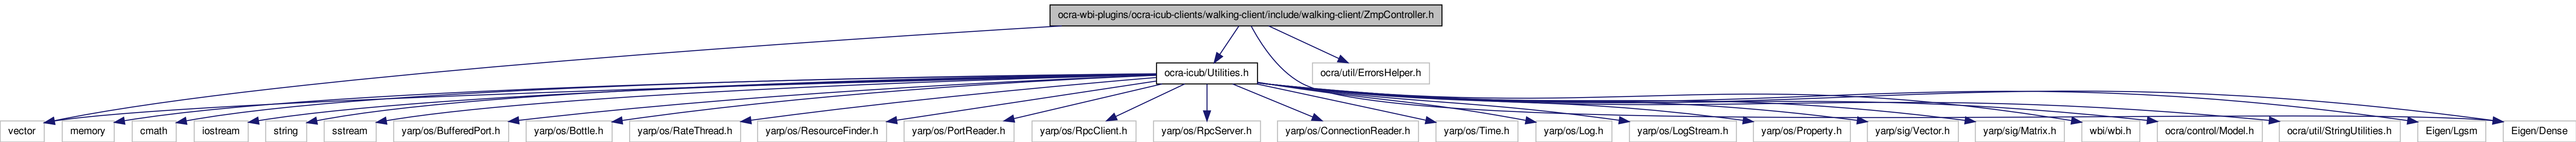 ocra-wbi-plugins/ocra-icub-clients/walking-client/include/walking-client/ZmpController.h
ocra-icub/Utilities.h
ocra/util/ErrorsHelper.h
vector
memory
cmath
iostream
string
sstream
yarp/os/BufferedPort.h
yarp/os/Bottle.h
yarp/os/RateThread.h
yarp/os/ResourceFinder.h
yarp/os/PortReader.h
yarp/os/RpcClient.h
yarp/os/RpcServer.h
yarp/os/ConnectionReader.h
yarp/os/Time.h
yarp/os/Log.h
yarp/os/LogStream.h
yarp/os/Property.h
yarp/sig/Vector.h
yarp/sig/Matrix.h
wbi/wbi.h
ocra/control/Model.h
ocra/util/StringUtilities.h
Eigen/Lgsm
Eigen/Dense